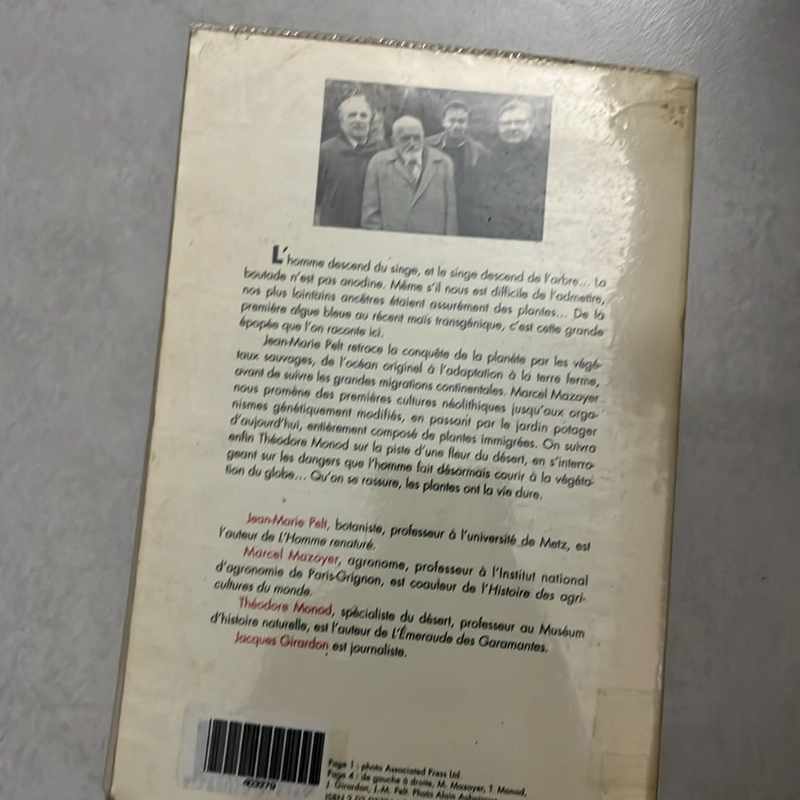 L'homme descend du singe, et le singe descend de l'arbre... La
boutade n'est pas anodine. Même s'il nous est difficile de l'admettre,
nos plus lointains ancêtres étaient assurément des plantes... De la
première algue bleue au récent maïs transgénique, c'est cette grande
épopée que l'on raconte ici.
Jean-Marie Pelt retrace la conquête de la planète par les végé-
taux sauvages, de l'océan originel à l'adaptation à la terre ferme,
avant de suivre les grandes migrations continentales. Marcel Mazoyer
nous promène des premières cultures néolithiques jusqu'aux orga-
nismes génétiquement modifiés, en passant par le jardin potager
d'aujourd'hui, entièrement composé de plantes immigrées. On suivra
enfin Théodore Monod sur la piste d'une fleur du désert, en s'interro-
geant sur les dangers que l'homme fait désormais courir à la végéta-
tion du globe... Qu'on se rassure, les plantes ont la vie dure.
Jean-Marie Pelt, botaniste, professeur à l'université de Metz, est
l'auteur de L'Homme renaturé.
Marcel Mazoyer, agronome, professeur à l'Institut national
d'agronomie de Paris-Grignon, est coauteur de l'Histoire des agri-
cultures du monde.
Théodore Monod, spécialiste du désert, professeur au Muséum
d'histoire naturelle, est l'auteur de L'Émeraude des Garamantes.
Jacques Girardon est journaliste.
403270
Page 1 : photo Associated Press Ltd.
Page 4 : de gauche à droite, M. Mazoyer, T. Monod,
J. Girardon, J.-M. Pelt. Photo Alain
ISBN